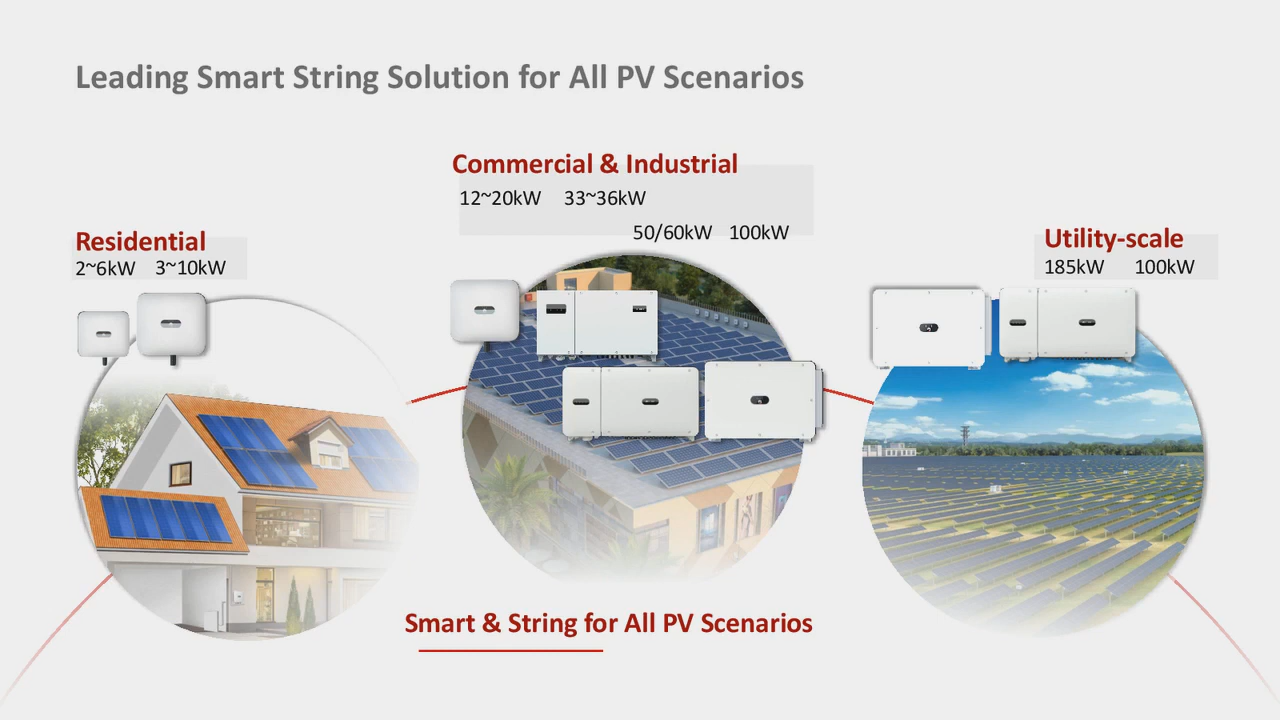 Leading Smart String Solution for All PV Scenarios
Commercial & Industrial
12~20kW 33~36kW
50/60kW 100kW
Residential
2~6kW 3~10kW
Utility-scale
185kW 100kW
Smart & String for All PV Scenarios